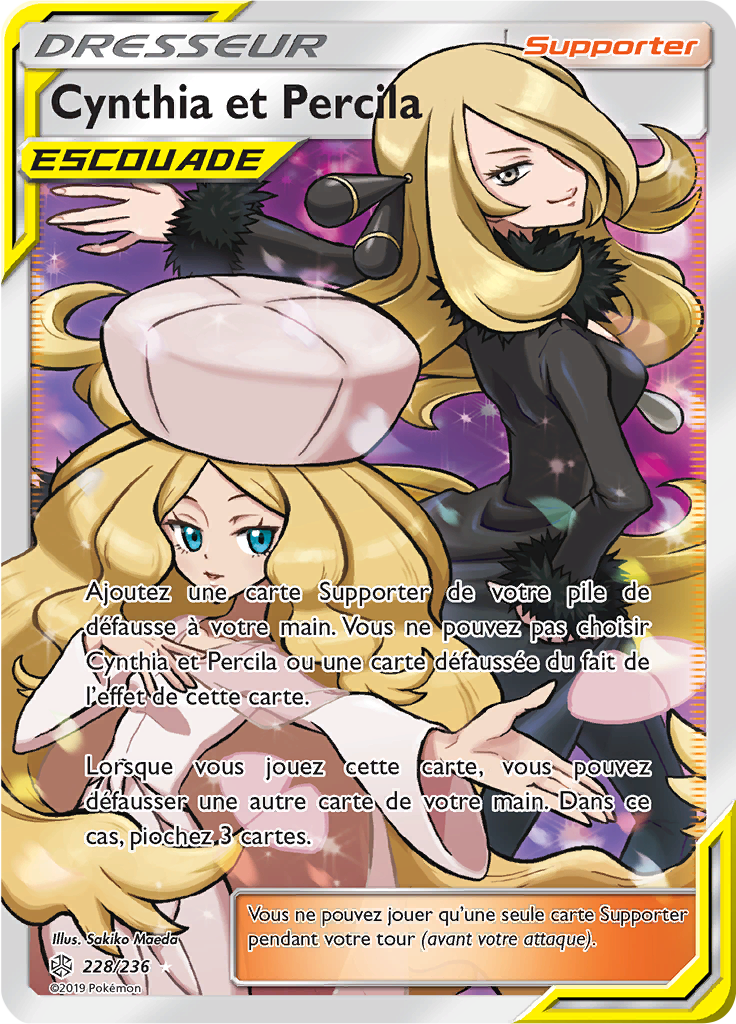 DRESSEUR
Supporter
Cynthia et Percila
ESCOUADE
Ajoutez une carte Supporter de votre pile de
défausse à votre main. Vous ne pouvez pas choisir
Cynthia et Percila ou une carte défaussée du fait de
l'effet de cette carte.
Lorsque vous jouez cette carte, vous pouvez
défausser une autre carte de votre main. Dans ce
cas, piochez 3 cartes.
Vous ne pouvez jouer qu'une seule carte Supporter
pendant votre tour (avant votre attaque).
Illus. Sakiko Maeda
228/236
©2019 Pokémon